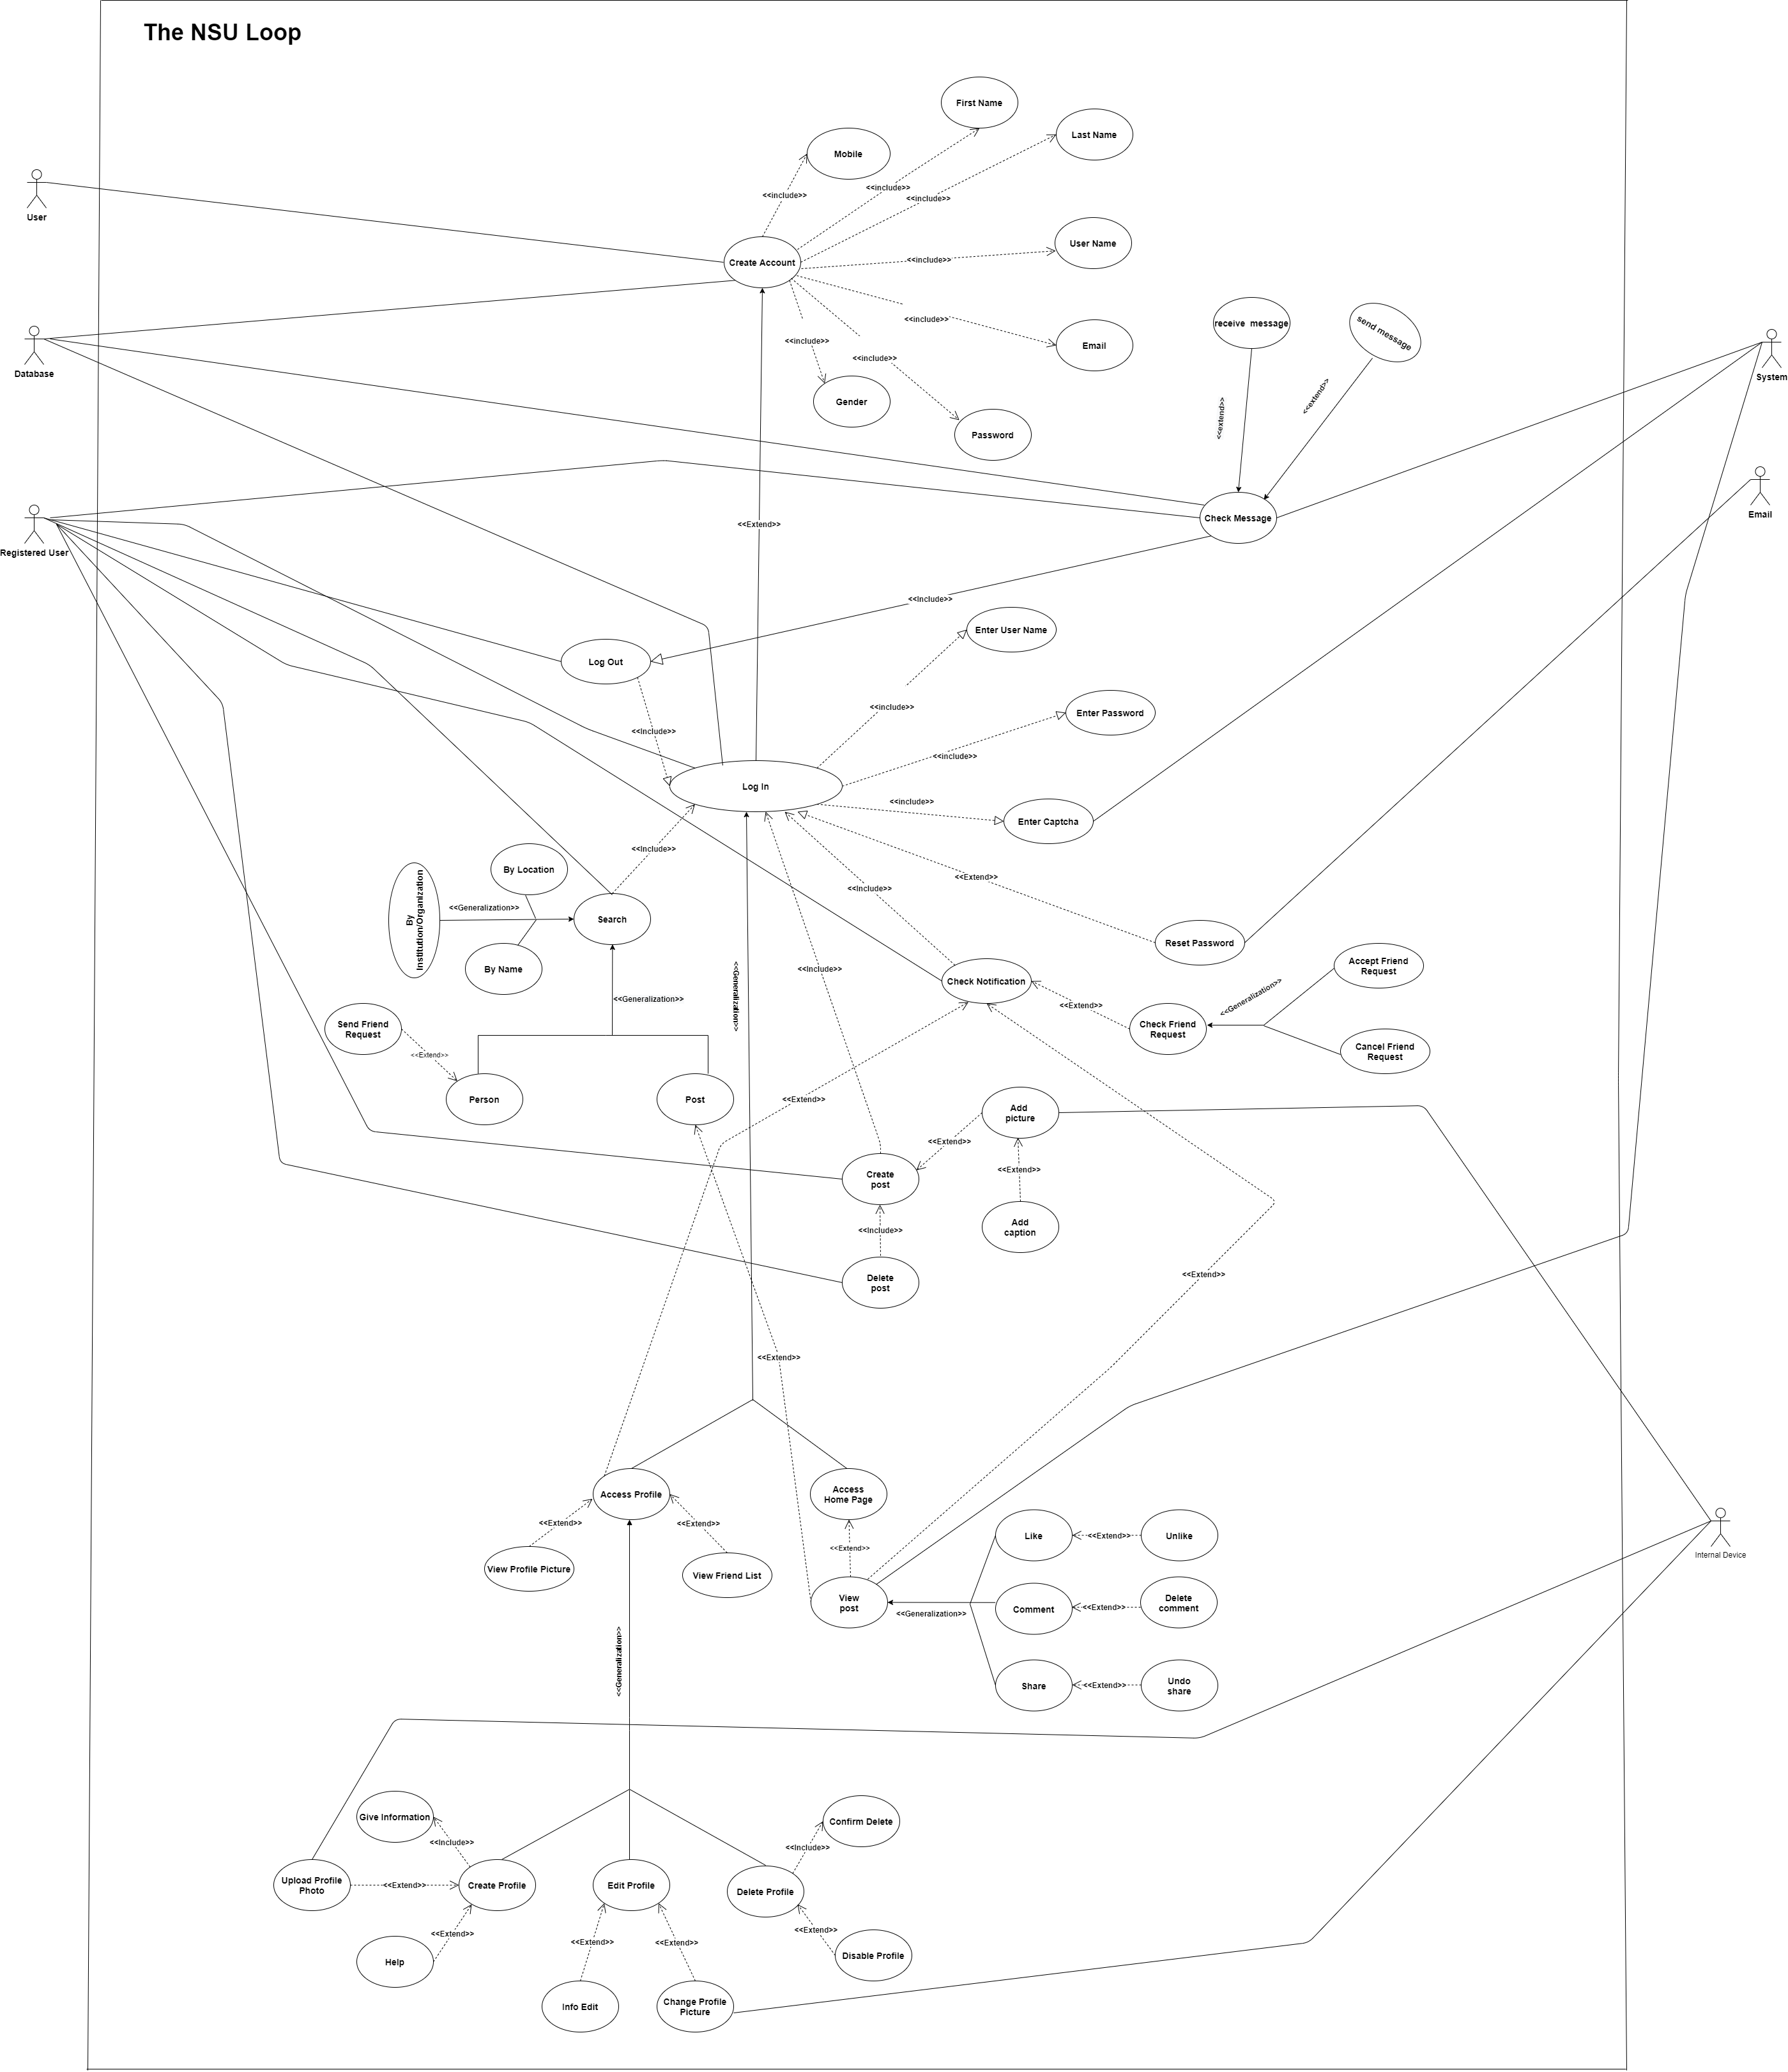 The NSU Loop
First Name
Last Name
Mobile
<<include>>
<<include>>
<<include>>
User
User Name
Create Account
<<include>>
receive  message
send message
<<include>>
Database
<<include>>
Email
<<include>>
System
<<extend>>
<<extend>>
Gender
Password
Registered User
<<Extend>>
Check Message
Email
<<Include>>
Enter User Name
Log Out
<<include>>
Enter Password
<<Include>>
<<include>>
Log In
<<include>>
Enter Captcha
<<Include>>
By Location
<<Extend>>
<<Include>>
By
Institution/Organization
<<Generalization>>
Search
Reset Password
By Name
<<Include>>
Check Notification
Accept Friend
Request
<<Generalization>>
<<Generalization>>
<<Generalization>>
<<Extend>>
Send Friend
Request
Check Friend
Request
Cancel Friend
Request
<<Extend>>
Person
Post
<<Extend>>
Add
picture
<<Extend>>
Create
post
<<Extend>>
Add
caption
<<Include>>
Delete
post
<<Extend>>
<<Extend>>
Access Profile
Access
Home Page
<<Extend>>
<<Extend>>
<<Extend>>
Like
<<Extend>>
Unlike
View Profile Picture
View Friend List
Internal Device
View
post
<<Generalization>>
Comment
<<Extend>>
Delete
comment
<<Generalization>>
Share
<<Extend>>
Undo
share
Give Information
Confirm Delete
<<Include>>
<<Include>>
Upload Profile
Photo
<<Extend>>
Create Profile
Edit Profile
Delete Profile
<<Extend>>
<<Extend>>
<<Extend>>
<<Extend>>
Help
Disable Profile
Info Edit
Change Profile
Picture